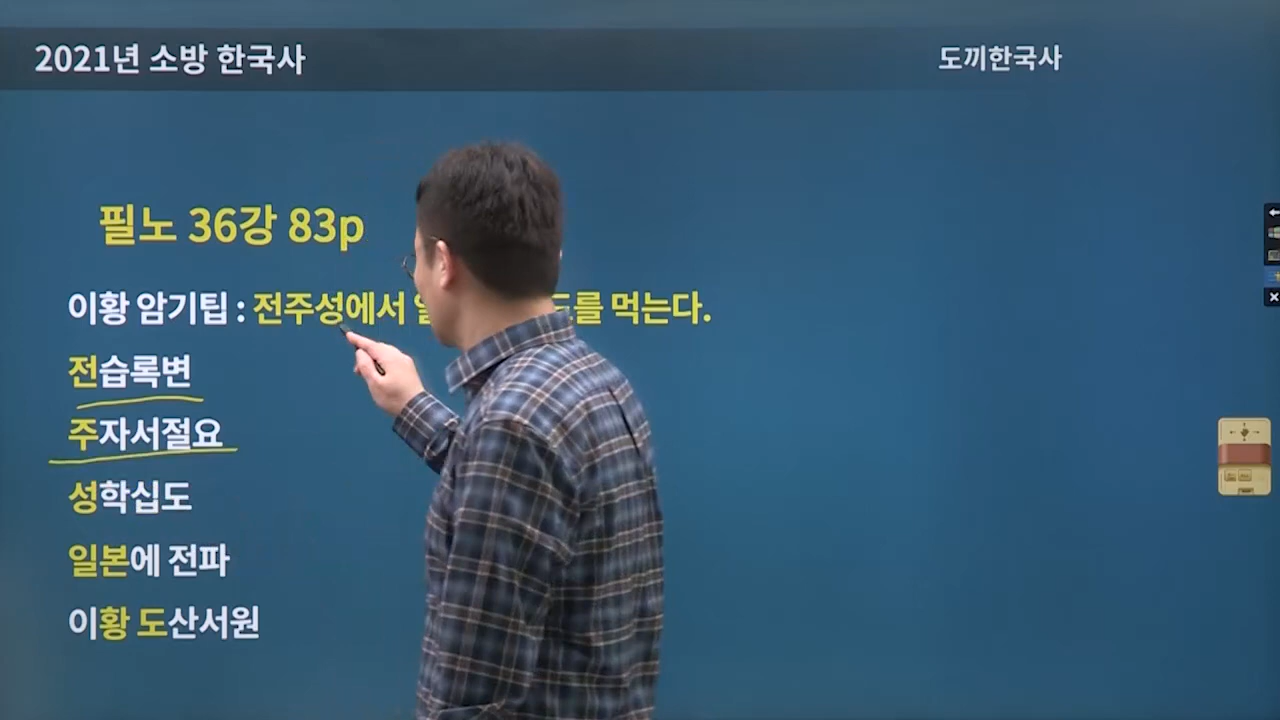 2021년 소방 한국사
도끼한국사
필노 36강 83p
이황 암기팁 : 전주성에서 먹는다.
전습록변
주자서절요
성학십도
일본에 전파
이황 도산서원